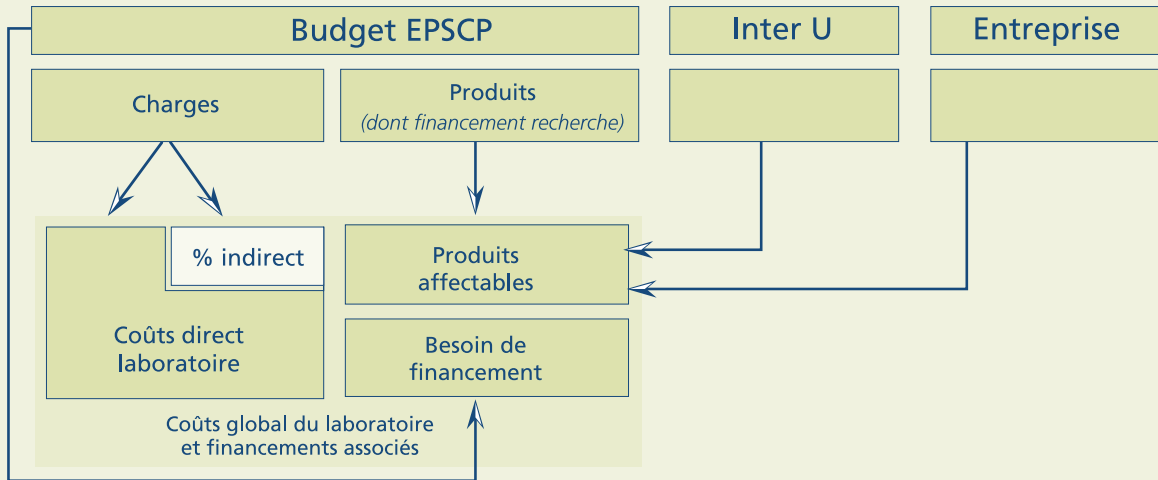 Budget EPSCP
Inter U
Entreprise
Charges
Produits
(dont financement recherche)
% indirect
Coûts direct
laboratoire
Produits
affectables
Besoin de
financement
Coûts global du laboratoire
et financements associés